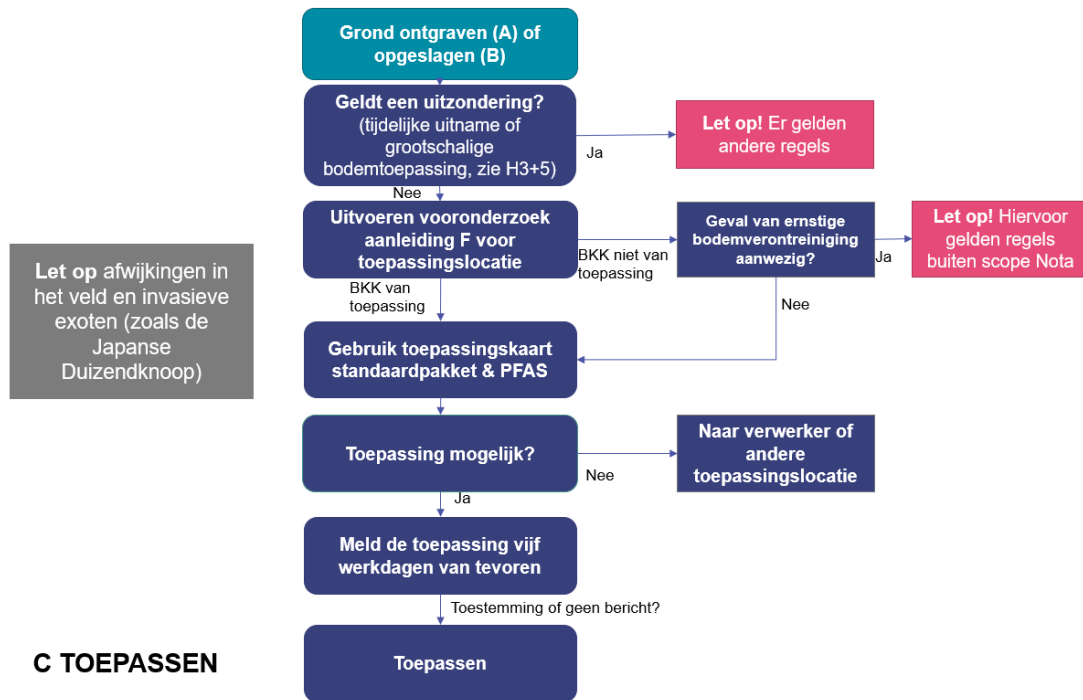 Grond ontgraven (A) of
opgeslagen (B)
Geldt een uitzondering?
(tijdelijke uitname of
grootschalige
bodemtoepassing, zie H3+5)
Ja
Let op! Er gelden
andere regels
Nee
Uitvoeren vooronderzoek
aanleiding F voor
toepassingslocatie
BKK niet van
toepassing
Geval van ernstige
bodemverontreiniging
aanwezig?
Ja
Let op! Hiervoor
gelden regels
buiten scope Nota
Let op afwijkingen in
het veld en invasieve
exoten (zoals de
Japanse
Duizendknoop)
BKK van
toepassing
Nee
Gebruik toepassingskaart
standaardpakket & PFAS
Toepassing mogelijk?
Nee
Naar verwerker of
andere
toepassingslocatie
Ja
Meld de toepassing vijf
werkdagen van tevoren
Toestemming of geen bericht?
Toepassen
C TOEPASSEN